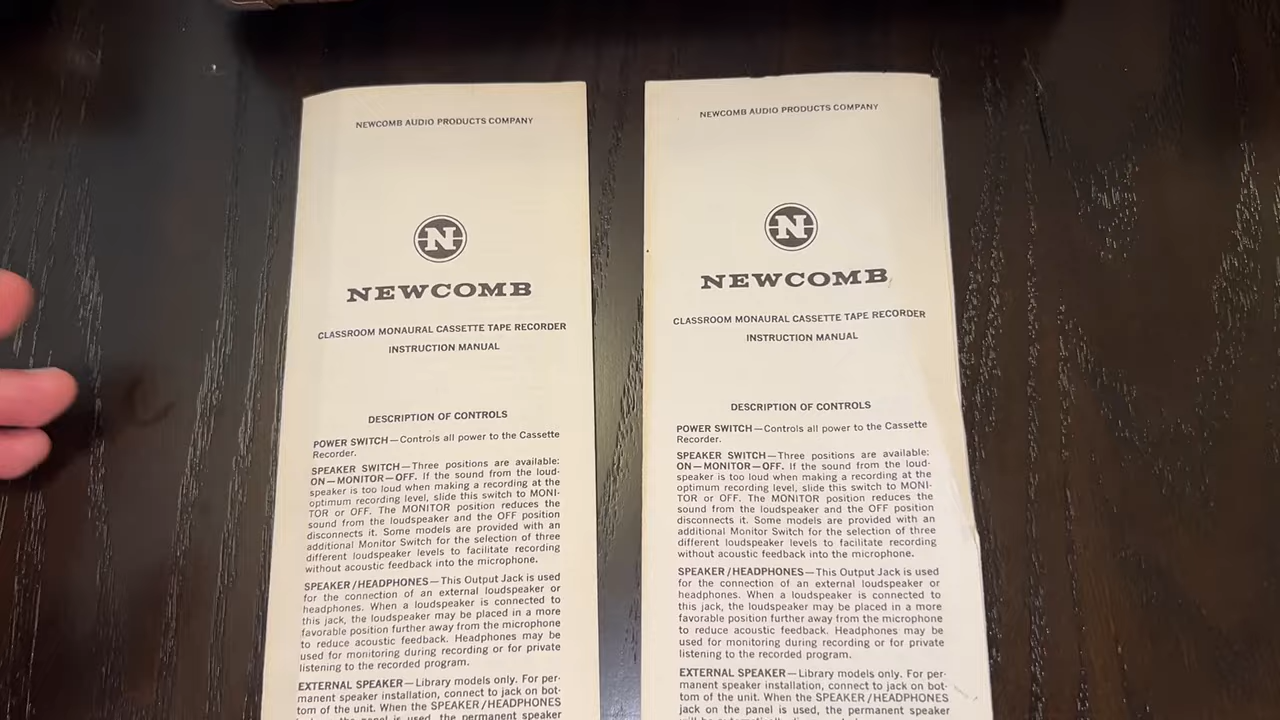 NEWCOMB AUDIO PRODUCTS COMPANY
N
NEWCOMB
CLASSROOM MONAURAL CASSETTE TAPE RECORDER
INSTRUCTION MANUAL
DESCRIPTION OF CONTROLS
POWER SWITCH—Controls all power to the Cassette
Recorder.
SPEAKER SWITCH—Three positions are available:
ON—MONITOR—OFF. If the sound from the loud-
speaker is too loud when making a recording at the
optimum recording level, slide this switch to MONI-
TOR or OFF. The MONITOR position reduces the
sound from the loudspeaker and the OFF position
disconnects it. Some models are provided with an
additional Monitor Switch for the selection of three
different loudspeaker levels to facilitate recording
without acoustic feedback into the microphone.
SPEAKER/HEADPHONES—This Output Jack is used
for the connection of an external loudspeaker or
headphones. When a loudspeaker is connected to
this jack, the loudspeaker may be placed in a more
favorable position further away from the microphone
to reduce acoustic feedback. Headphones may be
used for monitoring during recording or for private
listening to the recorded program.
EXTERNAL SPEAKER—Library models only. For per-
manent speaker installation, connect to jack on bot-
tom of the unit. When the SPEAKER/HEADPHONES
the panel is used, the permanent speaker
NEWCOMB AUDIO PRODUCTS COMPANY
N
NEWCOMB
CLASSROOM MONAURAL CASSETTE TAPE RECORDER
INSTRUCTION MANUAL
DESCRIPTION OF CONTROLS
POWER SWITCH—Controls all power to the Cassette
Recorder.
SPEAKER SWITCH—Three positions are available:
ON—MONITOR—OFF. If the sound from the loud-
speaker is too loud when making a recording at the
optimum recording level, slide this switch to MONI-
TOR or OFF. The MONITOR position reduces the
sound from the loudspeaker and the OFF position
disconnects it. Some models are provided with an
additional Monitor Switch for the selection of three
different loudspeaker levels to facilitate recording
without acoustic feedback into the microphone.
SPEAKER/HEADPHONES—This Output Jack is used
for the connection of an external loudspeaker or
headphones. When a loudspeaker is connected to
this jack, the loudspeaker may be placed in a more
favorable position further away from the microphone
to reduce acoustic feedback. Headphones may be
used for monitoring during recording or for private
listening to the recorded program.
EXTERNAL SPEAKER—Library models only. For per-
manent speaker installation, connect to jack on bot-
tom of the unit. When the SPEAKER/HEADPHONES
jack on the panel is used, the permanent speaker